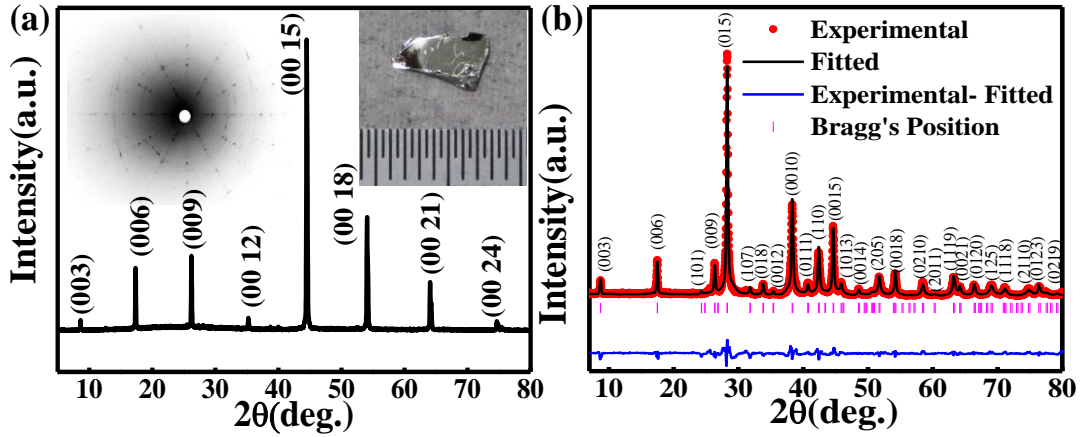 (a)
Intensity(a.u.)
(003)
(006)
(009)
(00 12)
(00 15)
(00 18)
(00 21)
(00 24)
10 20 30 40 50 60 70 80
2θ(deg.)
(b)
Experimental
Fitted
Experimental- Fitted
Bragg's Position
Intensity(a.u.)
(003)
(006)
(101)
(009)
(015)
(107)
(018)
(0012)
(0010)
(0111)
(110)
(0015)
(1013)
(0014)
(205)
(0018)
(0210)
(2011)
(1119)
(0021)
(0120)
(125)
(1118)
(2110)
(0123)
(0219)
10 20 30 40 50 60 70 80
2θ(deg.)